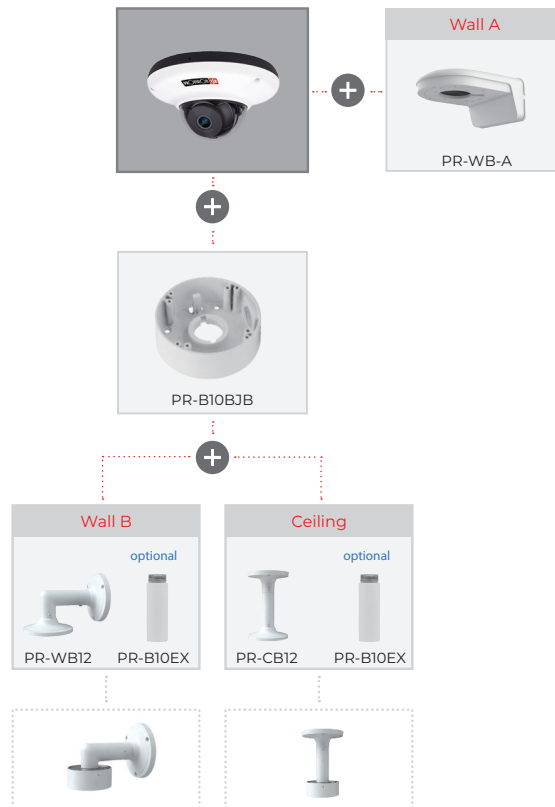 Wall A
PR-WB-A
PR-B10BJB
Wall B
Ceiling
optional
optional
PR-WB12
PR-B10EX
PR-CB12
PR-B10EX